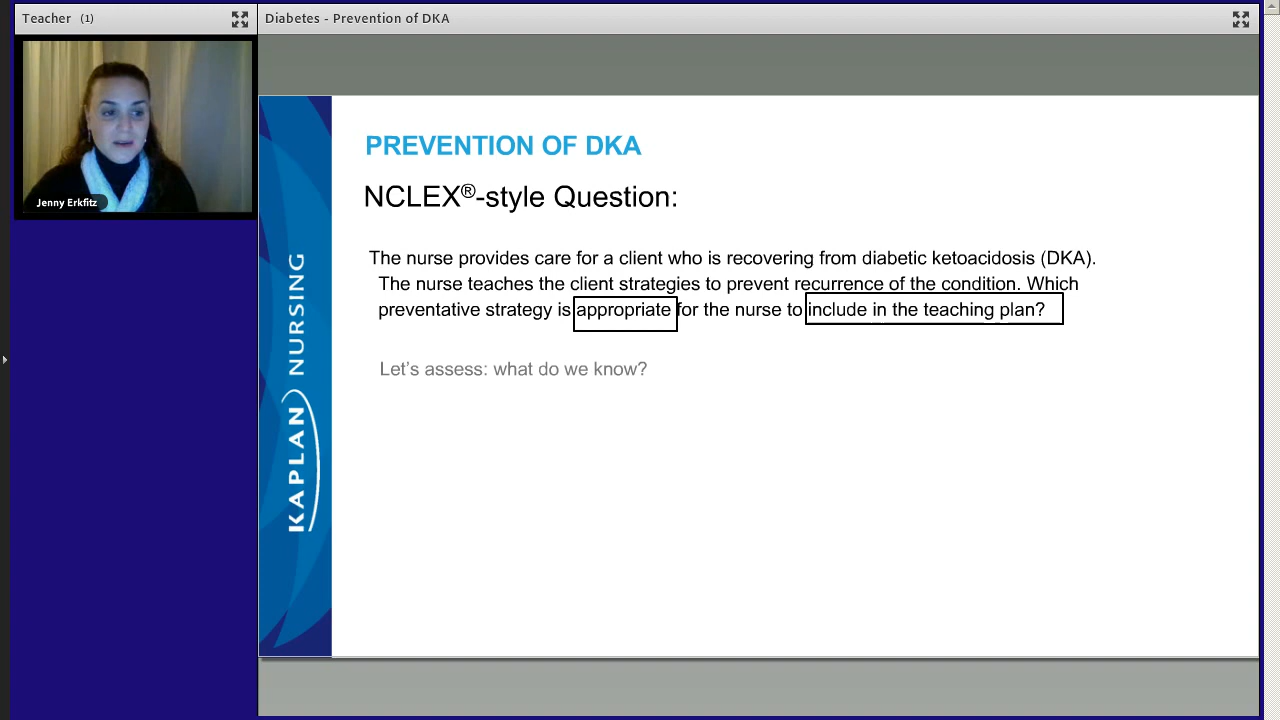 Teacher (1)
Diabetes - Prevention of DKA
Jenny Erkfitz
KAPLAN NURSING
PREVENTION OF DKA
NCLEX®-style Question:
The nurse provides care for a client who is recovering from diabetic ketoacidosis (DKA).
The nurse teaches the client strategies to prevent recurrence of the condition. Which
preventative strategy is appropriate for the nurse to include in the teaching plan?
Let’s assess: what do we know?